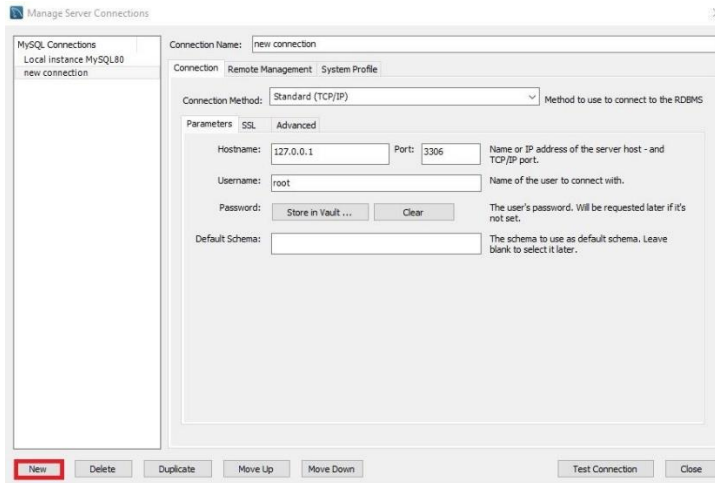 Manage Server Connections
MySQL Connections
Local instance MySQL80
new connection
Connection Name: new connection
Connection Remote Management System Profile
Connection Method: Standard (TCP/IP) Method to use to connect to the RDBMS
Parameters SSL Advanced
Hostname: 127.0.0.1 Port: 3306 Name or IP address of the server host - and
TCP/IP port.
Username: root Name of the user to connect with.
Password: Store in Vault ... Clear The user's password. Will be requested later if it's
not set.
Default Schema: The schema to use as default schema. Leave
blank to select it later.
New Delete Duplicate Move Up Move Down Test Connection Close